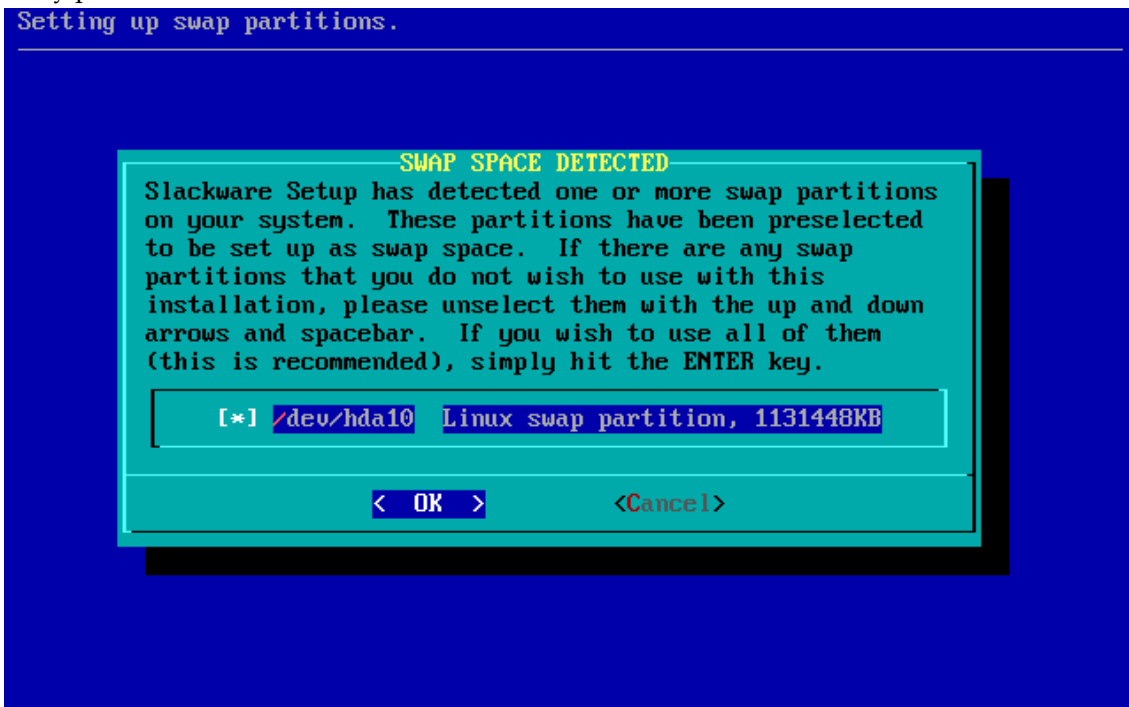 Setting up swap partitions.
SWAP SPACE DETECTED
Slackware Setup has detected one or more swap partitions
on your system.  These partitions have been preselected
to be set up as swap space.  If there are any swap
partitions that you do not wish to use with this
installation, please unselect them with the up and down
arrows and spacebar.  If you wish to use all of them
(this is recommended), simply hit the ENTER key.
[*] /dev/hda10  Linux swap partition, 1131448KB
<  OK  >          <Cancel>